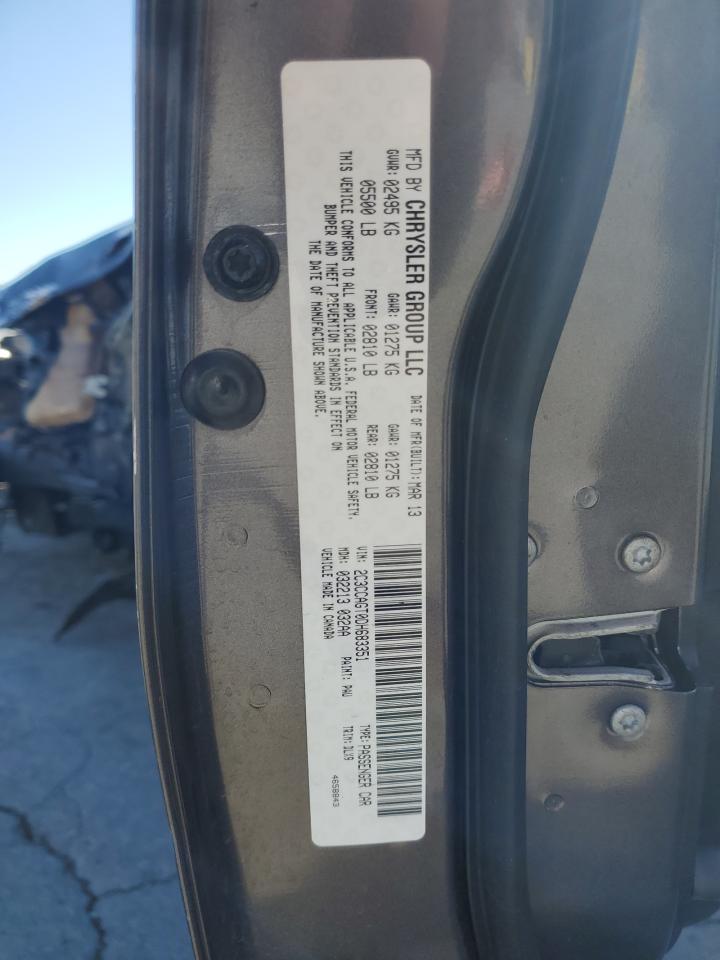 MFD BY CHRYSLER GROUP LLC DATE OF MFR(BUILT): MAR 13
GVWR: 02495 KG GAWR: 01275 KG GAWR: 01275 KG
05500 LB FRONT: 02810 LB REAR: 02810 LB
THIS VEHICLE CONFORMS TO ALL APPLICABLE U.S.A. FEDERAL MOTOR VEHICLE SAFETY,
BUMPER AND THEFT PREVENTION STANDARDS IN EFFECT ON
THE DATE OF MANUFACTURE SHOWN ABOVE.
VIN: 2C3CCAGT0DH683351 TYPE: PASSENGER CAR
MDH: 032213 032AA PAINT: PAU TRIM: DLX9
VEHICLE MADE IN CANADA 4658843